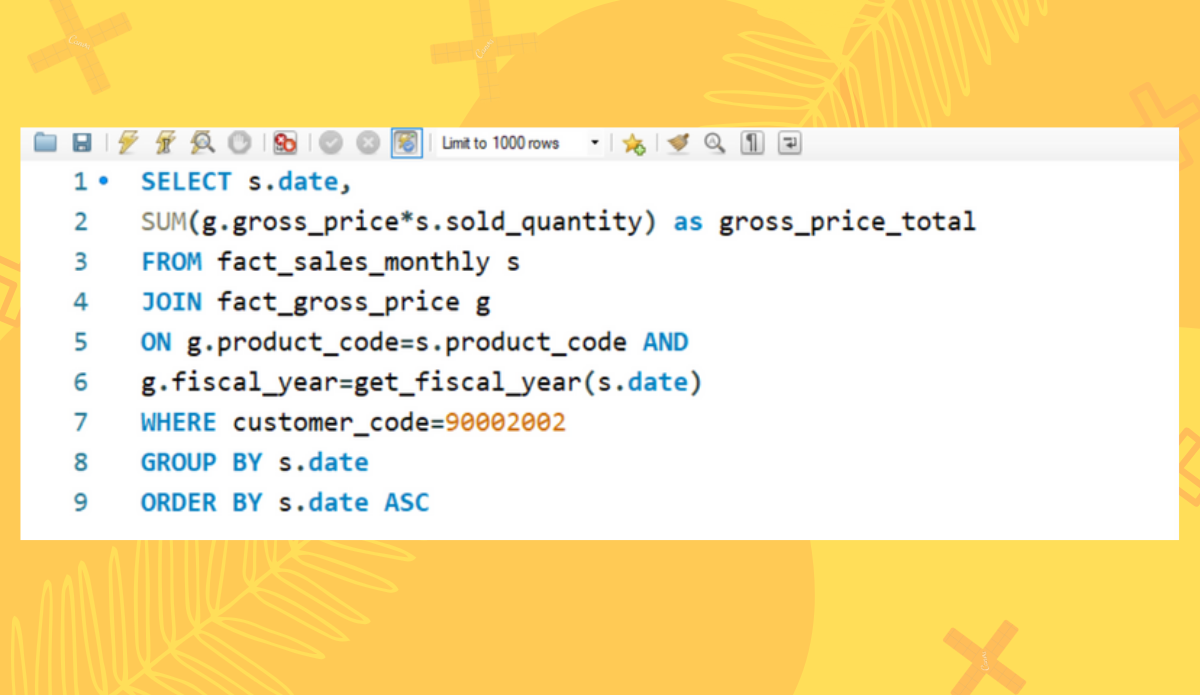 Limit to 1000 rows
1 SELECT s.date,
2 SUM(g.gross_price*s.sold_quantity) as gross_price_total
3 FROM fact_sales_monthly s
4 JOIN fact_gross_price g
5 ON g.product_code=s.product_code AND
6 g.fiscal_year=get_fiscal_year(s.date)
7 WHERE customer_code=90002002
8 GROUP BY s.date
9 ORDER BY s.date ASC